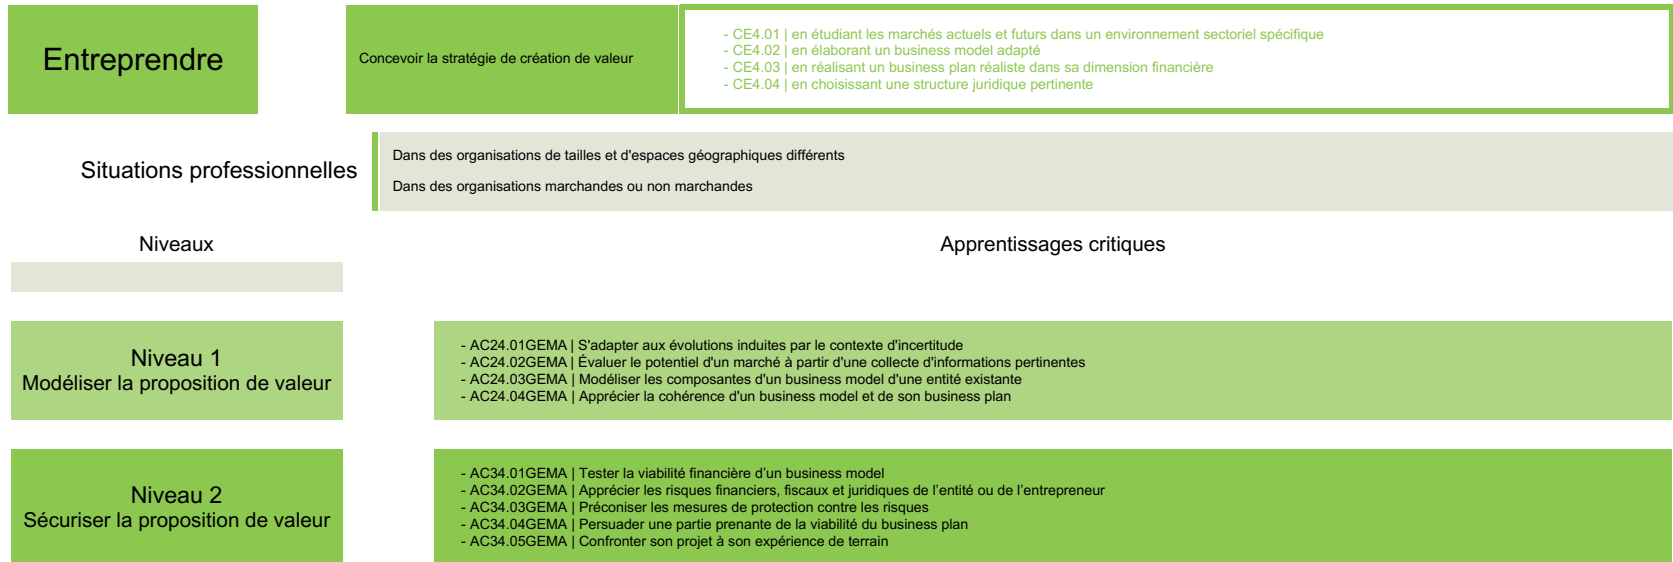 Entreprendre
Concevoir la stratégie de création de valeur
- CE4.01 | en étudiant les marchés actuels et futurs dans un environnement sectoriel spécifique
- CE4.02 | en élaborant un business model adapté
- CE4.03 | en réalisant un business plan réaliste dans sa dimension financière
- CE4.04 | en choisissant une structure juridique pertinente
Situations professionnelles
Dans des organisations de tailles et d'espaces géographiques différents
Dans des organisations marchandes ou non marchandes
Niveaux
Apprentissages critiques
Niveau 1
Modéliser la proposition de valeur
- AC24.01GEMA | S'adapter aux évolutions induites par le contexte d'incertitude
- AC24.02GEMA | Évaluer le potentiel d'un marché à partir d'une collecte d'informations pertinentes
- AC24.03GEMA | Modéliser les composantes d'un business model d'une entité existante
- AC24.04GEMA | Apprécier la cohérence d'un business model et de son business plan
Niveau 2
Sécuriser la proposition de valeur
- AC34.01GEMA | Tester la viabilité financière d’un business model
- AC34.02GEMA | Apprécier les risques financiers, fiscaux et juridiques de l’entité ou de l’entrepreneur
- AC34.03GEMA | Préconiser les mesures de protection contre les risques
- AC34.04GEMA | Persuader une partie prenante de la viabilité du business plan
- AC34.05GEMA | Confronter son projet à son expérience de terrain